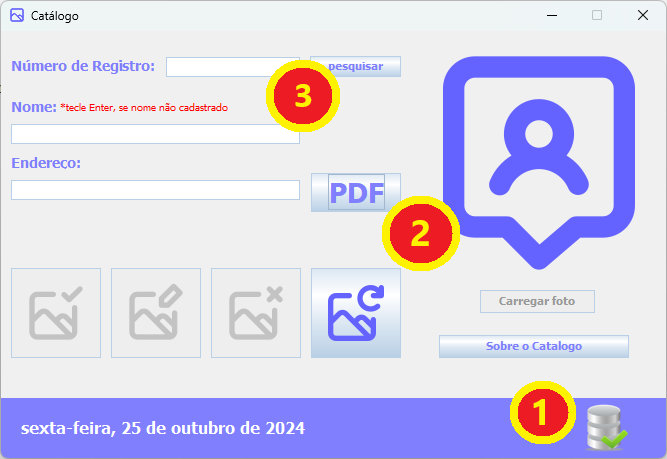 Catálogo
Número de Registro:
pesquisar
3
Nome: *tecle Enter, se nome não cadastrado
Endereço:
PDF
2
Carregar foto
Sobre o Catalogo
1
sexta-feira, 25 de outubro de 2024